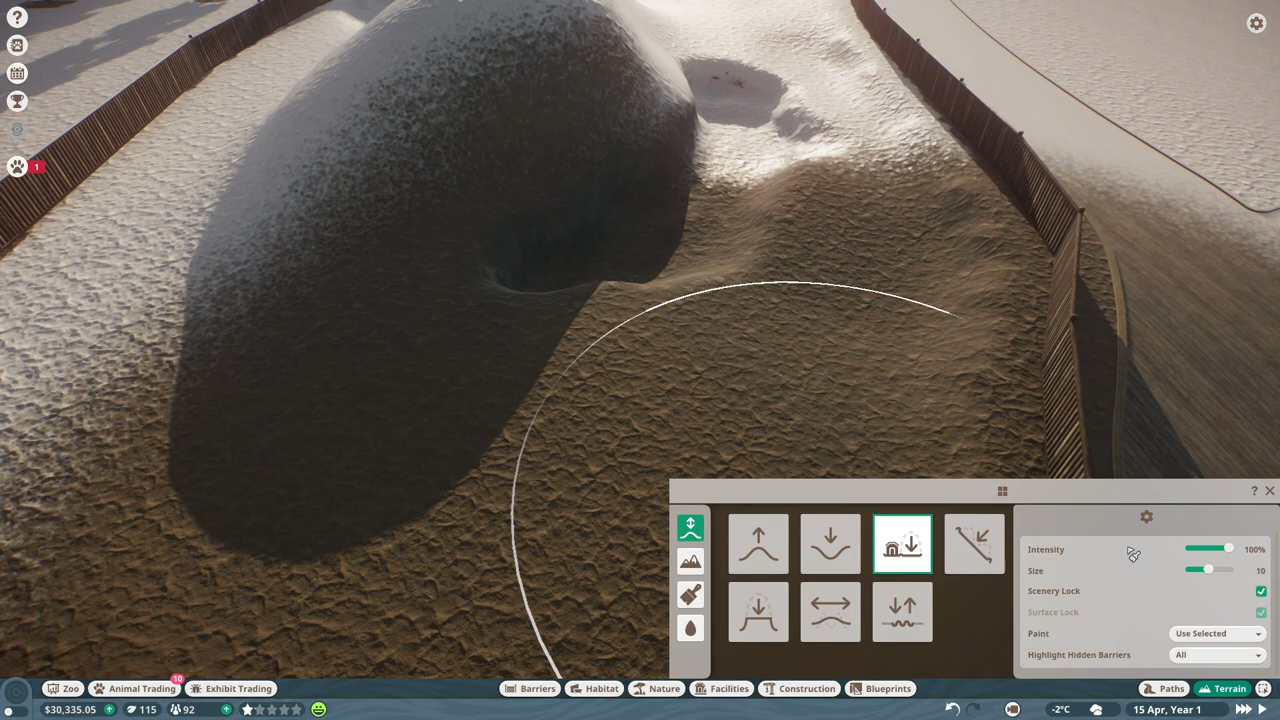 ?
1
? ×
Intensity 100%
Size 10
Scenery Lock
Surface Lock
Paint Use Selected
Highlight Hidden Barriers All
10
Zoo Animal Trading Exhibit Trading Barriers Habitat Nature Facilities Construction Blueprints Paths Terrain
$30,335.05 115 92 -2°C 15 Apr, Year 1